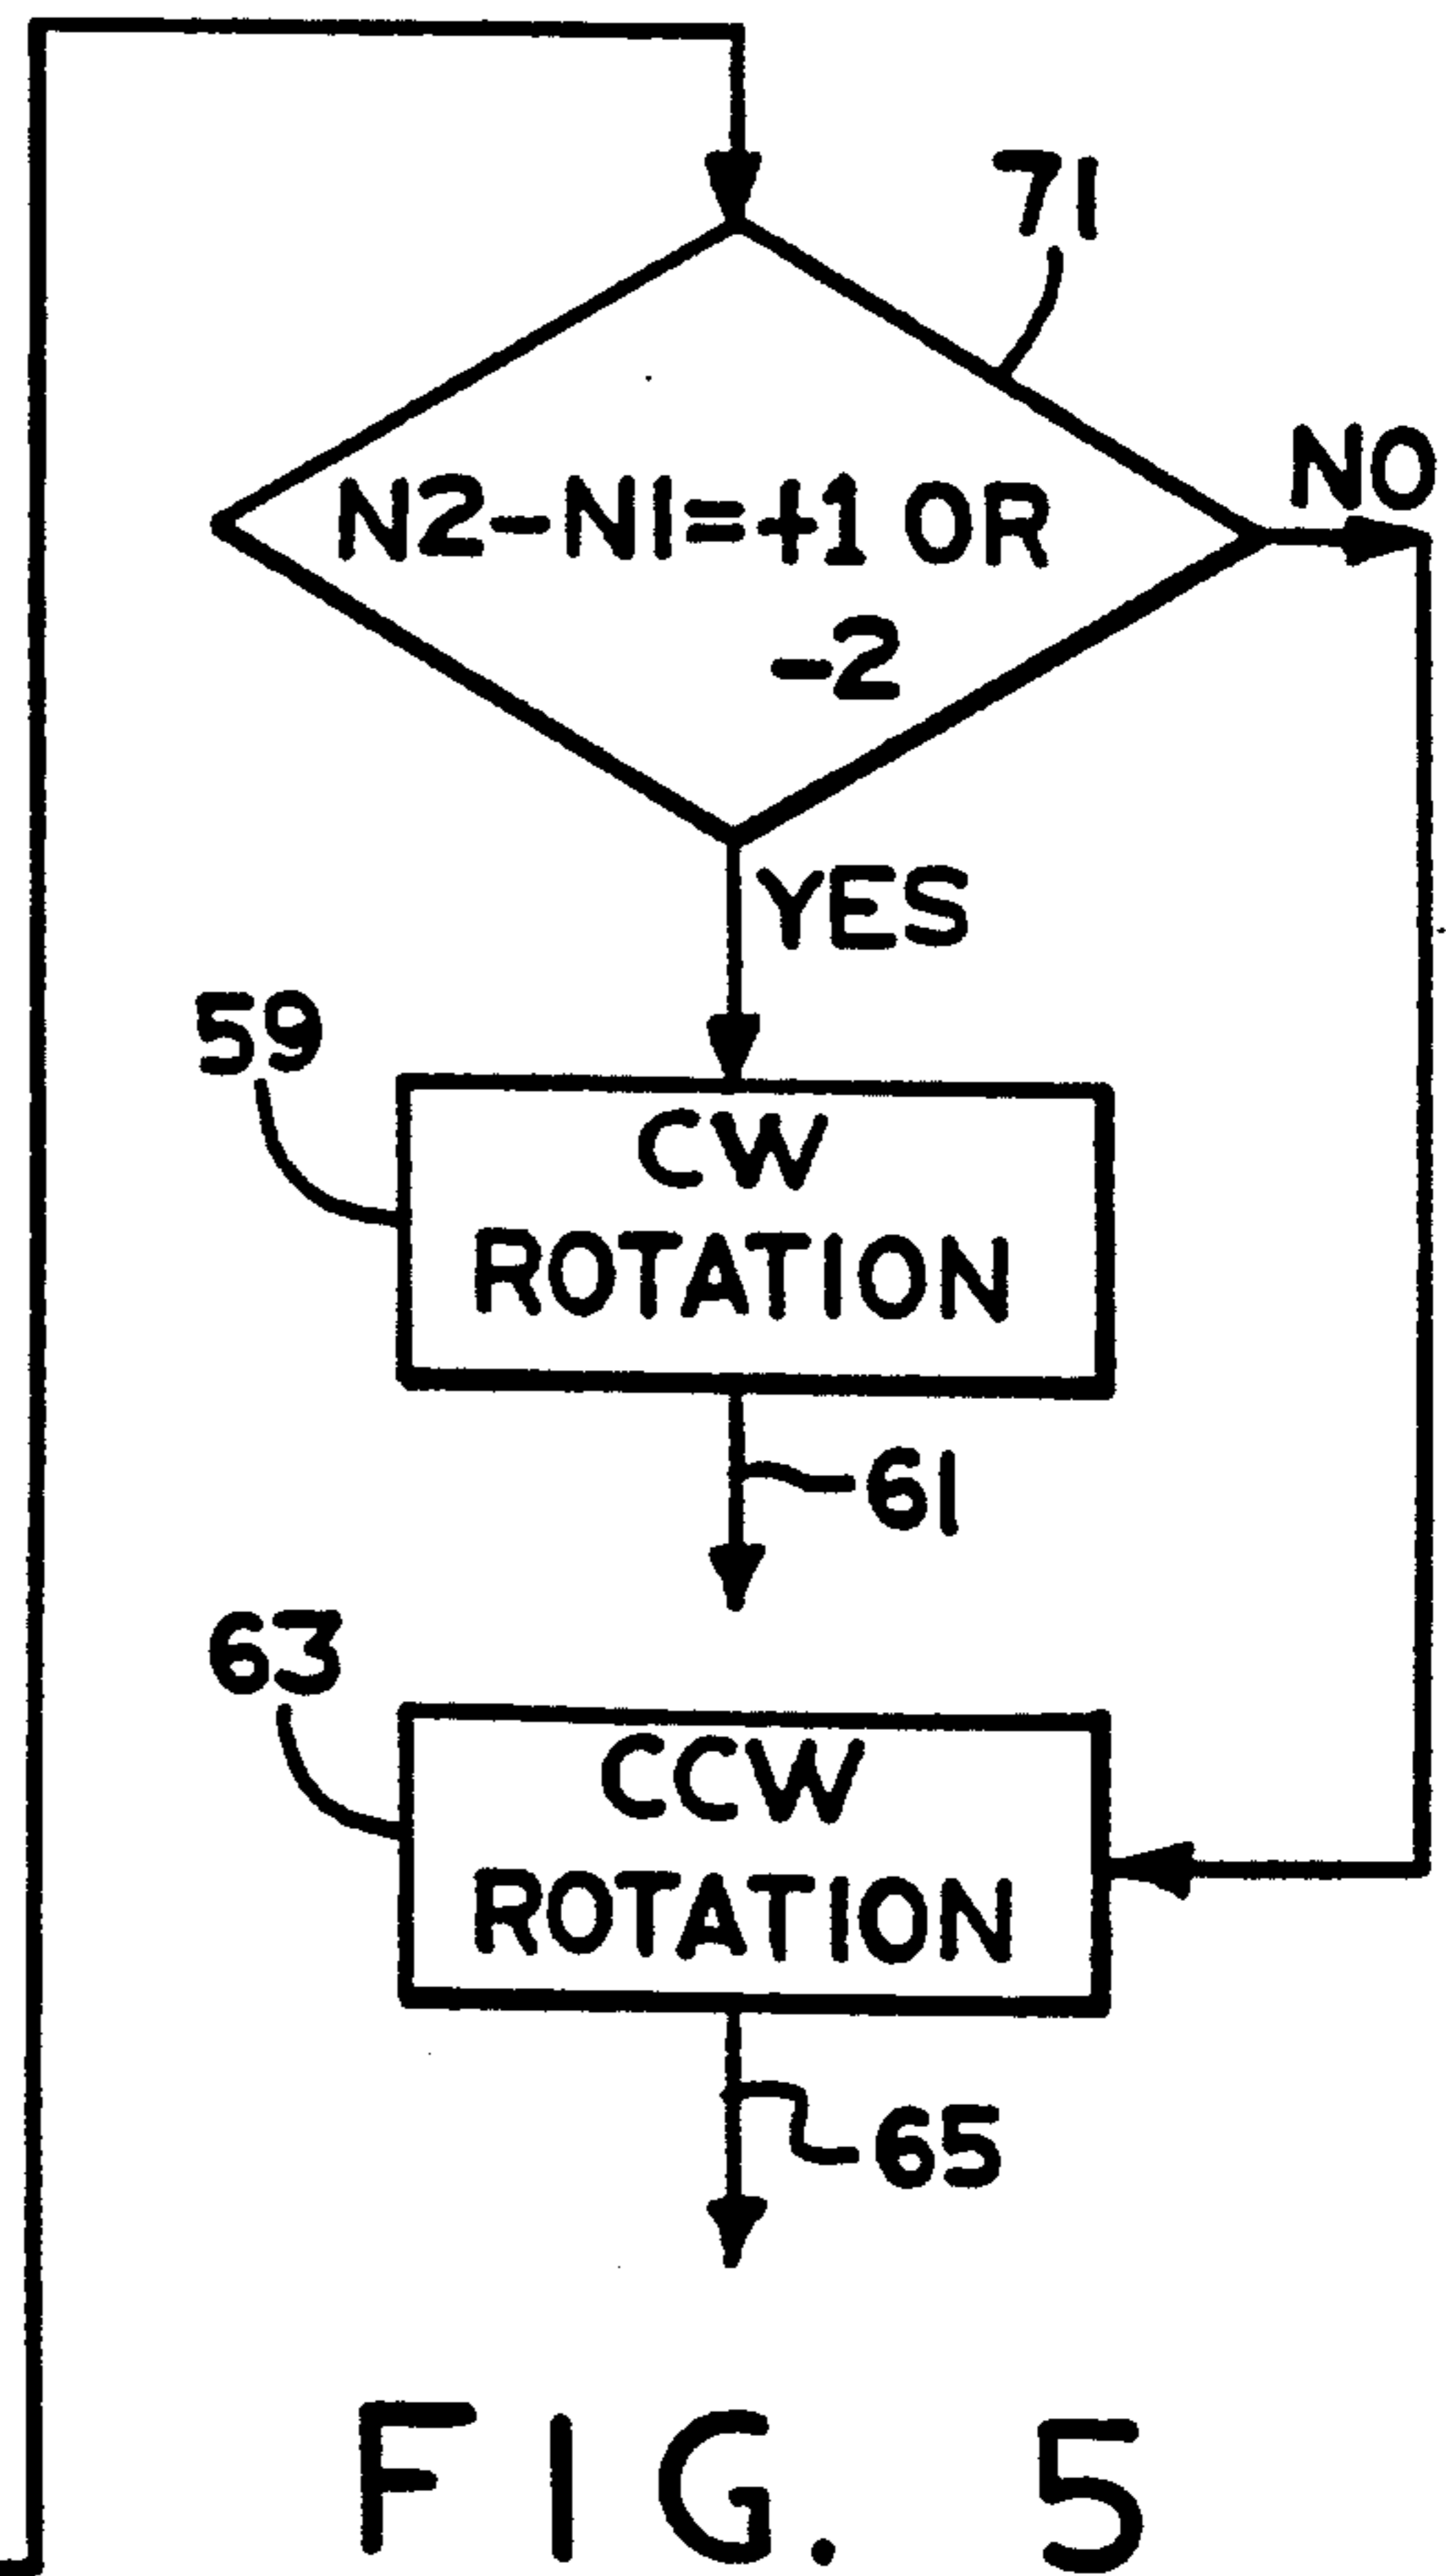 71
NO
N2-N1=+1 OR
-2
YES
59
CW
ROTATION
61
63
CCW
ROTATION
65
FIG. 5